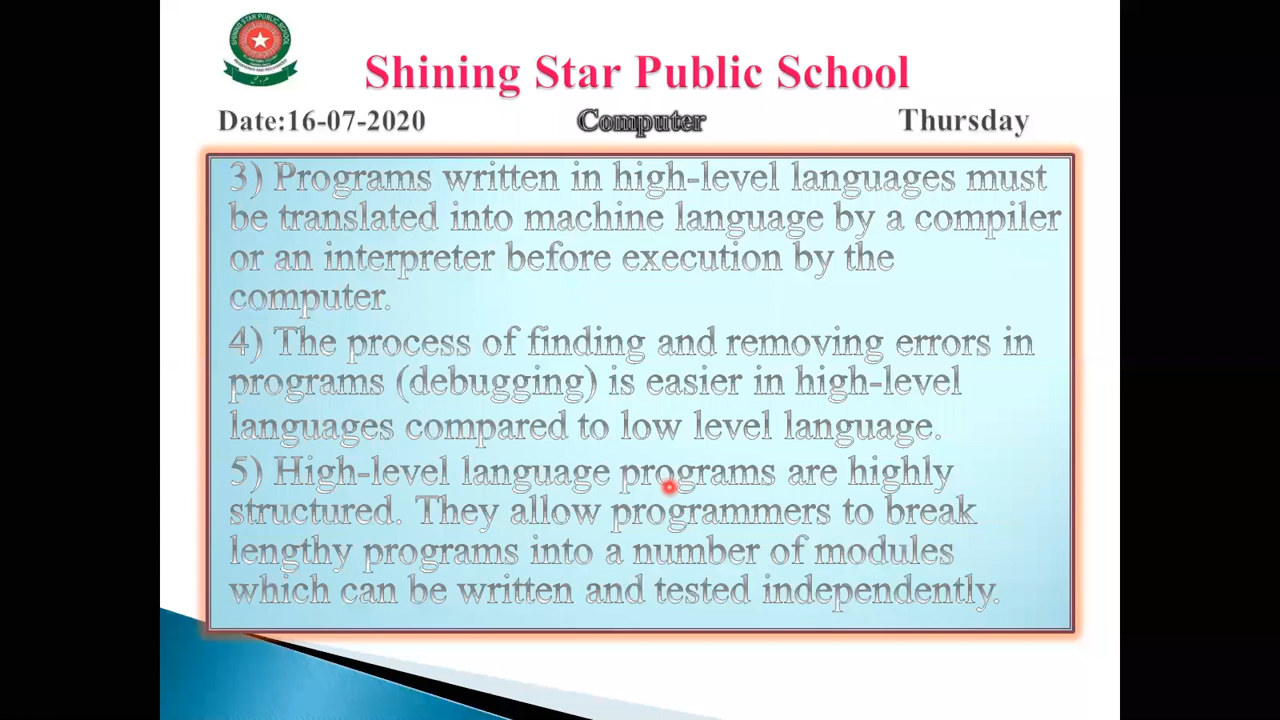 SHINING STAR PUBLIC SCHOOL
Shining Star Public School
Date:16-07-2020 Computer Thursday
3) Programs written in high-level languages must
be translated into machine language by a compiler
or an interpreter before execution by the
computer.
4) The process of finding and removing errors in
programs (debugging) is easier in high-level
languages compared to low level language.
5) High-level language programs are highly
structured. They allow programmers to break
lengthy programs into a number of modules
which can be written and tested independently.